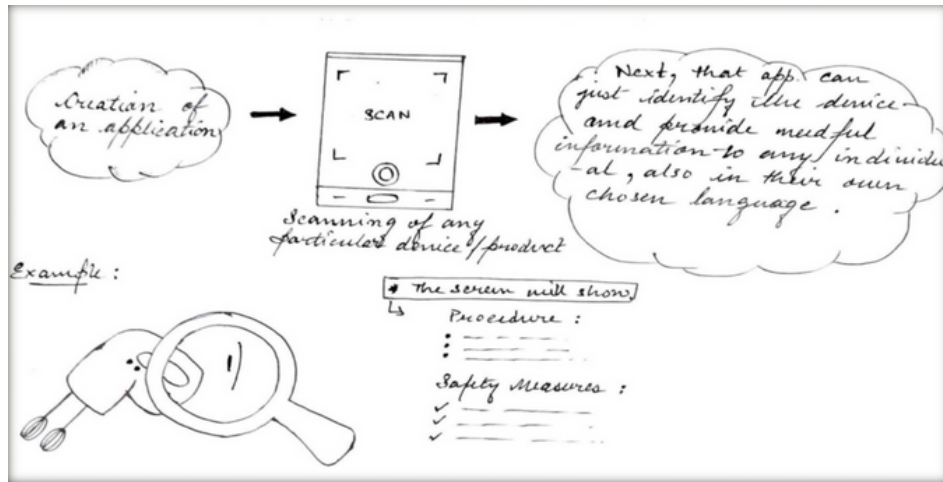 Creation of
an application
SCAN
Scanning of any
particular device/product
Next, that app can
just identify the device
and provide needful
information to any individu
-al, also in their own
chosen language.
Example:
* The screen will show,
Procedure:
Safety Measures: